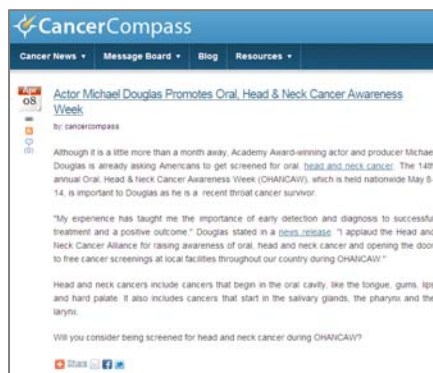 CancerCompass
Cancer News Message Board Blog Resources
Apr
08
Actor Michael Douglas Promotes Oral, Head & Neck Cancer Awareness
Week
by: cancercompass
Although it is a little more than a month away, Academy Award-winning actor and producer Michae
Douglas is already asking Americans to get screened for oral, head and neck cancer. The 14th
annual Oral, Head & Neck Cancer Awareness Week (OHANCAW), which is held nationwide May 8-
14, is important to Douglas as he is a recent throat cancer survivor.
"My experience has taught me the importance of early detection and diagnosis to successfu
treatment and a positive outcome." Douglas stated in a news release. "I applaud the Head and
Neck Cancer Alliance for raising awareness of oral, head and neck cancer and opening the door
to free cancer screenings at local facilities throughout our country during OHANCAW."
Head and neck cancers include cancers that begin in the oral cavity, like the tongue, gums, lips
and hard palate. It also includes cancers that start in the salivary glands, the pharynx and the
larynx.
Will you consider being screened for head and neck cancer during OHANCAW?
Share